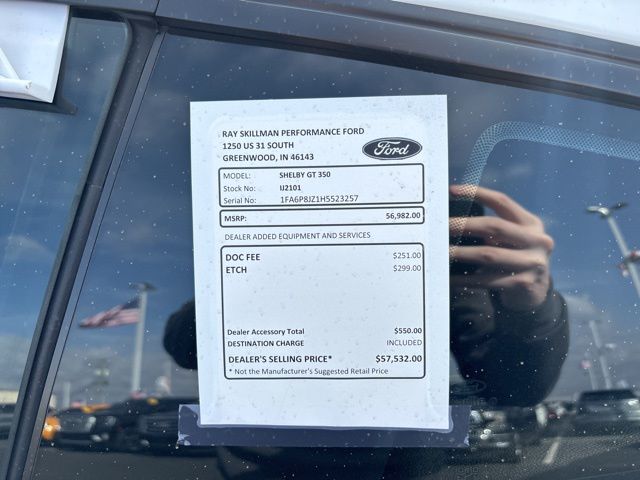 RAY SKILLMAN PERFORMANCE FORD
1250 US 31 SOUTH
GREENWOOD, IN 46143
Ford
MODEL: SHELBY GT 350
Stock No: IJ2101
Serial No: 1FA6P8JZ1H5523257
MSRP: 56,982.00
DEALER ADDED EQUIPMENT AND SERVICES
DOC FEE $251.00
ETCH $299.00
Dealer Accessory Total $550.00
DESTINATION CHARGE INCLUDED
DEALER'S SELLING PRICE* $57,532.00
* Not the Manufacturer's Suggested Retail Price